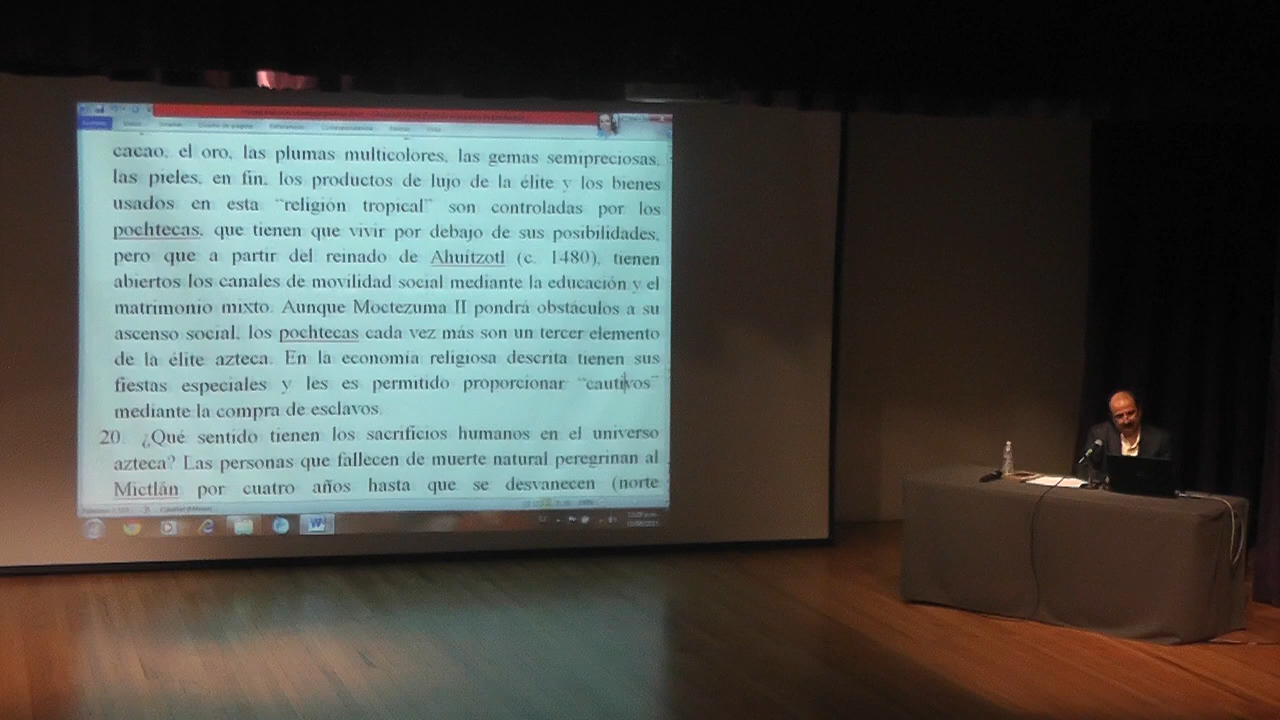 cacao, el oro, las plumas multicolores, las gemas semipreciosas,
las pieles, en fin, los productos de lujo de la élite y los bienes
usados en esta “religión tropical” son controladas por los
pochtecas, que tienen que vivir por debajo de sus posibilidades,
pero que a partir del reinado de Ahuitzotl (c. 1480), tienen
abiertos los canales de movilidad social mediante la educación y el
matrimonio mixto. Aunque Moctezuma II pondrá obstáculos a su
ascenso social, los pochtecas cada vez más son un tercer elemento
de la élite azteca. En la economía religiosa descrita tienen sus
fiestas especiales y les es permitido proporcionar “cautivos”
mediante la compra de esclavos.
20. ¿Qué sentido tienen los sacrificios humanos en el universo
azteca? Las personas que fallecen de muerte natural peregrinan al
Mictlán por cuatro años hasta que se desvanecen (norte